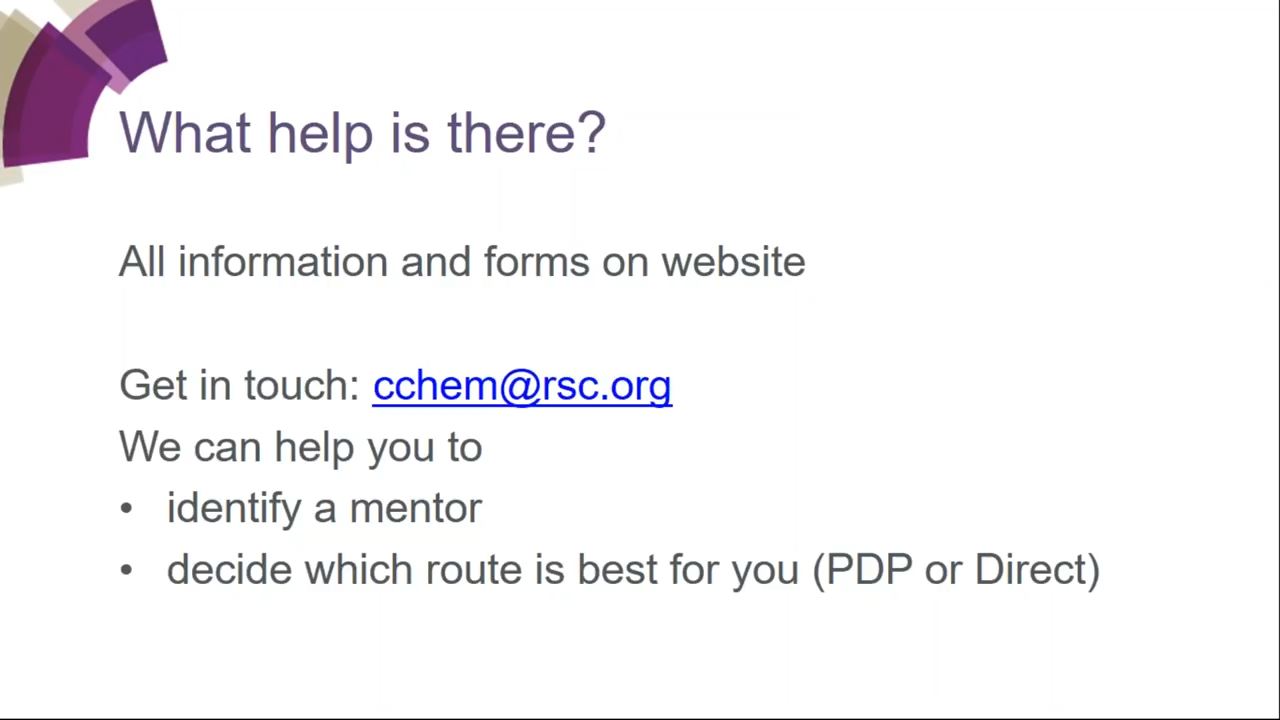 What help is there?
All information and forms on website
Get in touch: cchem@rsc.org
We can help you to
• identify a mentor
• decide which route is best for you (PDP or Direct)